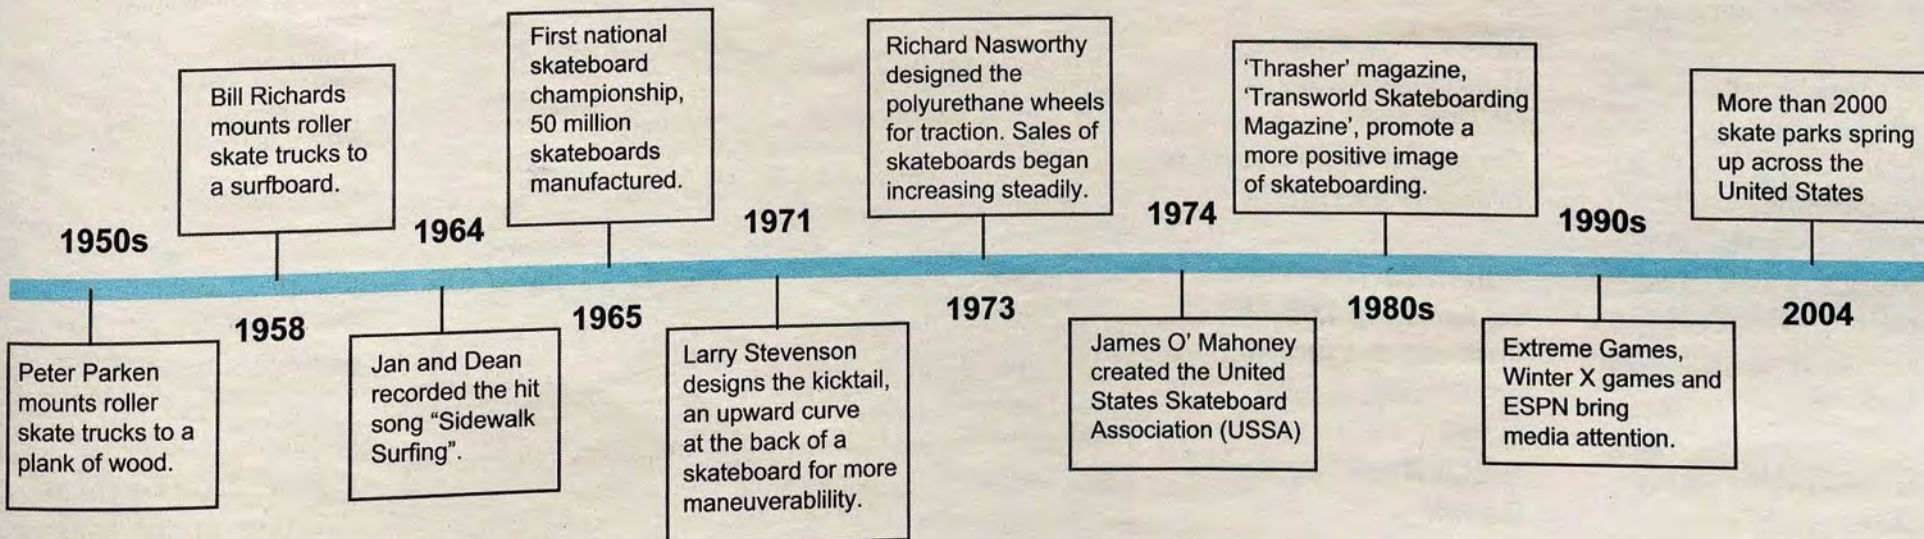 1950s
Peter Parken
mounts roller
skate trucks to a
plank of wood.
Bill Richards
mounts roller
skate trucks to
a surfboard.
1958
1964
Jan and Dean
recorded the hit
song “Sidewalk
Surfing”.
First national
skateboard
championship,
50 million
skateboards
manufactured.
1965
1971
Larry Stevenson
designs the kicktail,
an upward curve
at the back of a
skateboard for more
maneuverablility.
Richard Nasworthy
designed the
polyurethane wheels
for traction. Sales of
skateboards began
increasing steadily.
1973
1974
James O’ Mahoney
created the United
States Skateboard
Association (USSA)
‘Thrasher’ magazine,
‘Transworld Skateboarding
Magazine’, promote a
more positive image
of skateboarding.
1980s
1990s
Extreme Games,
Winter X games and
ESPN bring
media attention.
More than 2000
skate parks spring
up across the
United States
2004